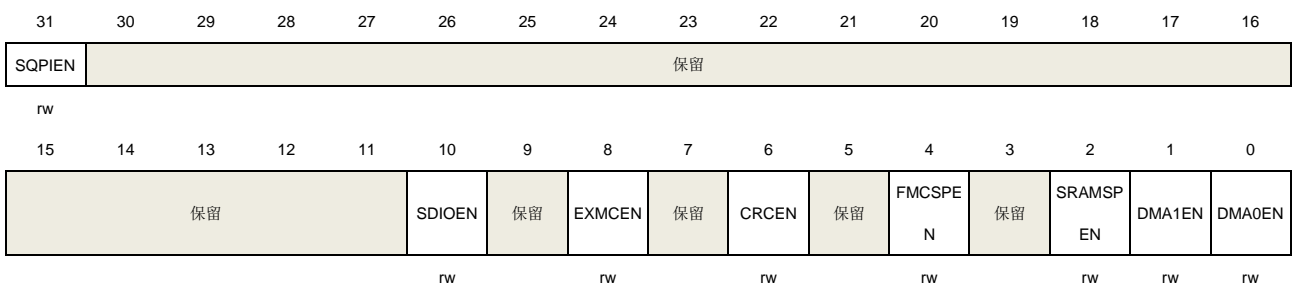 31 30 29 28 27 26 25 24 23 22 21 20 19 18 17 16
SQPIEN 保留
rw
15 14 13 12 11 10 9 8 7 6 5 4 3 2 1 0
保留 SDIOEN 保留 EXMCEN 保留 CRCEN 保留 FMCSPE 保留 SRAMSP DMA1EN DMA0EN
N EN
rw rw rw rw rw rw rw